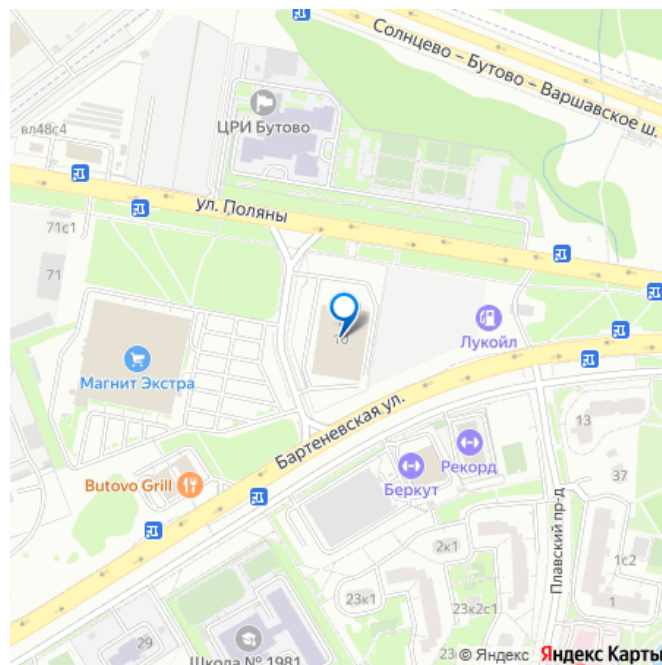 Солнцево – Бутово – Варшавское ш.
ЦРИ Бутово
вл48с4
ул. Поляны
71с1
71
10
Лукойл
Магнит Экстра
Бартеневская ул.
13
Рекорд
Беркут
37
Butovo Grill
Плавский пр-д
2к1
1с2
23к1
23к2с1
1
29
Школа № 1981
© Яндекс Яндекс Карты